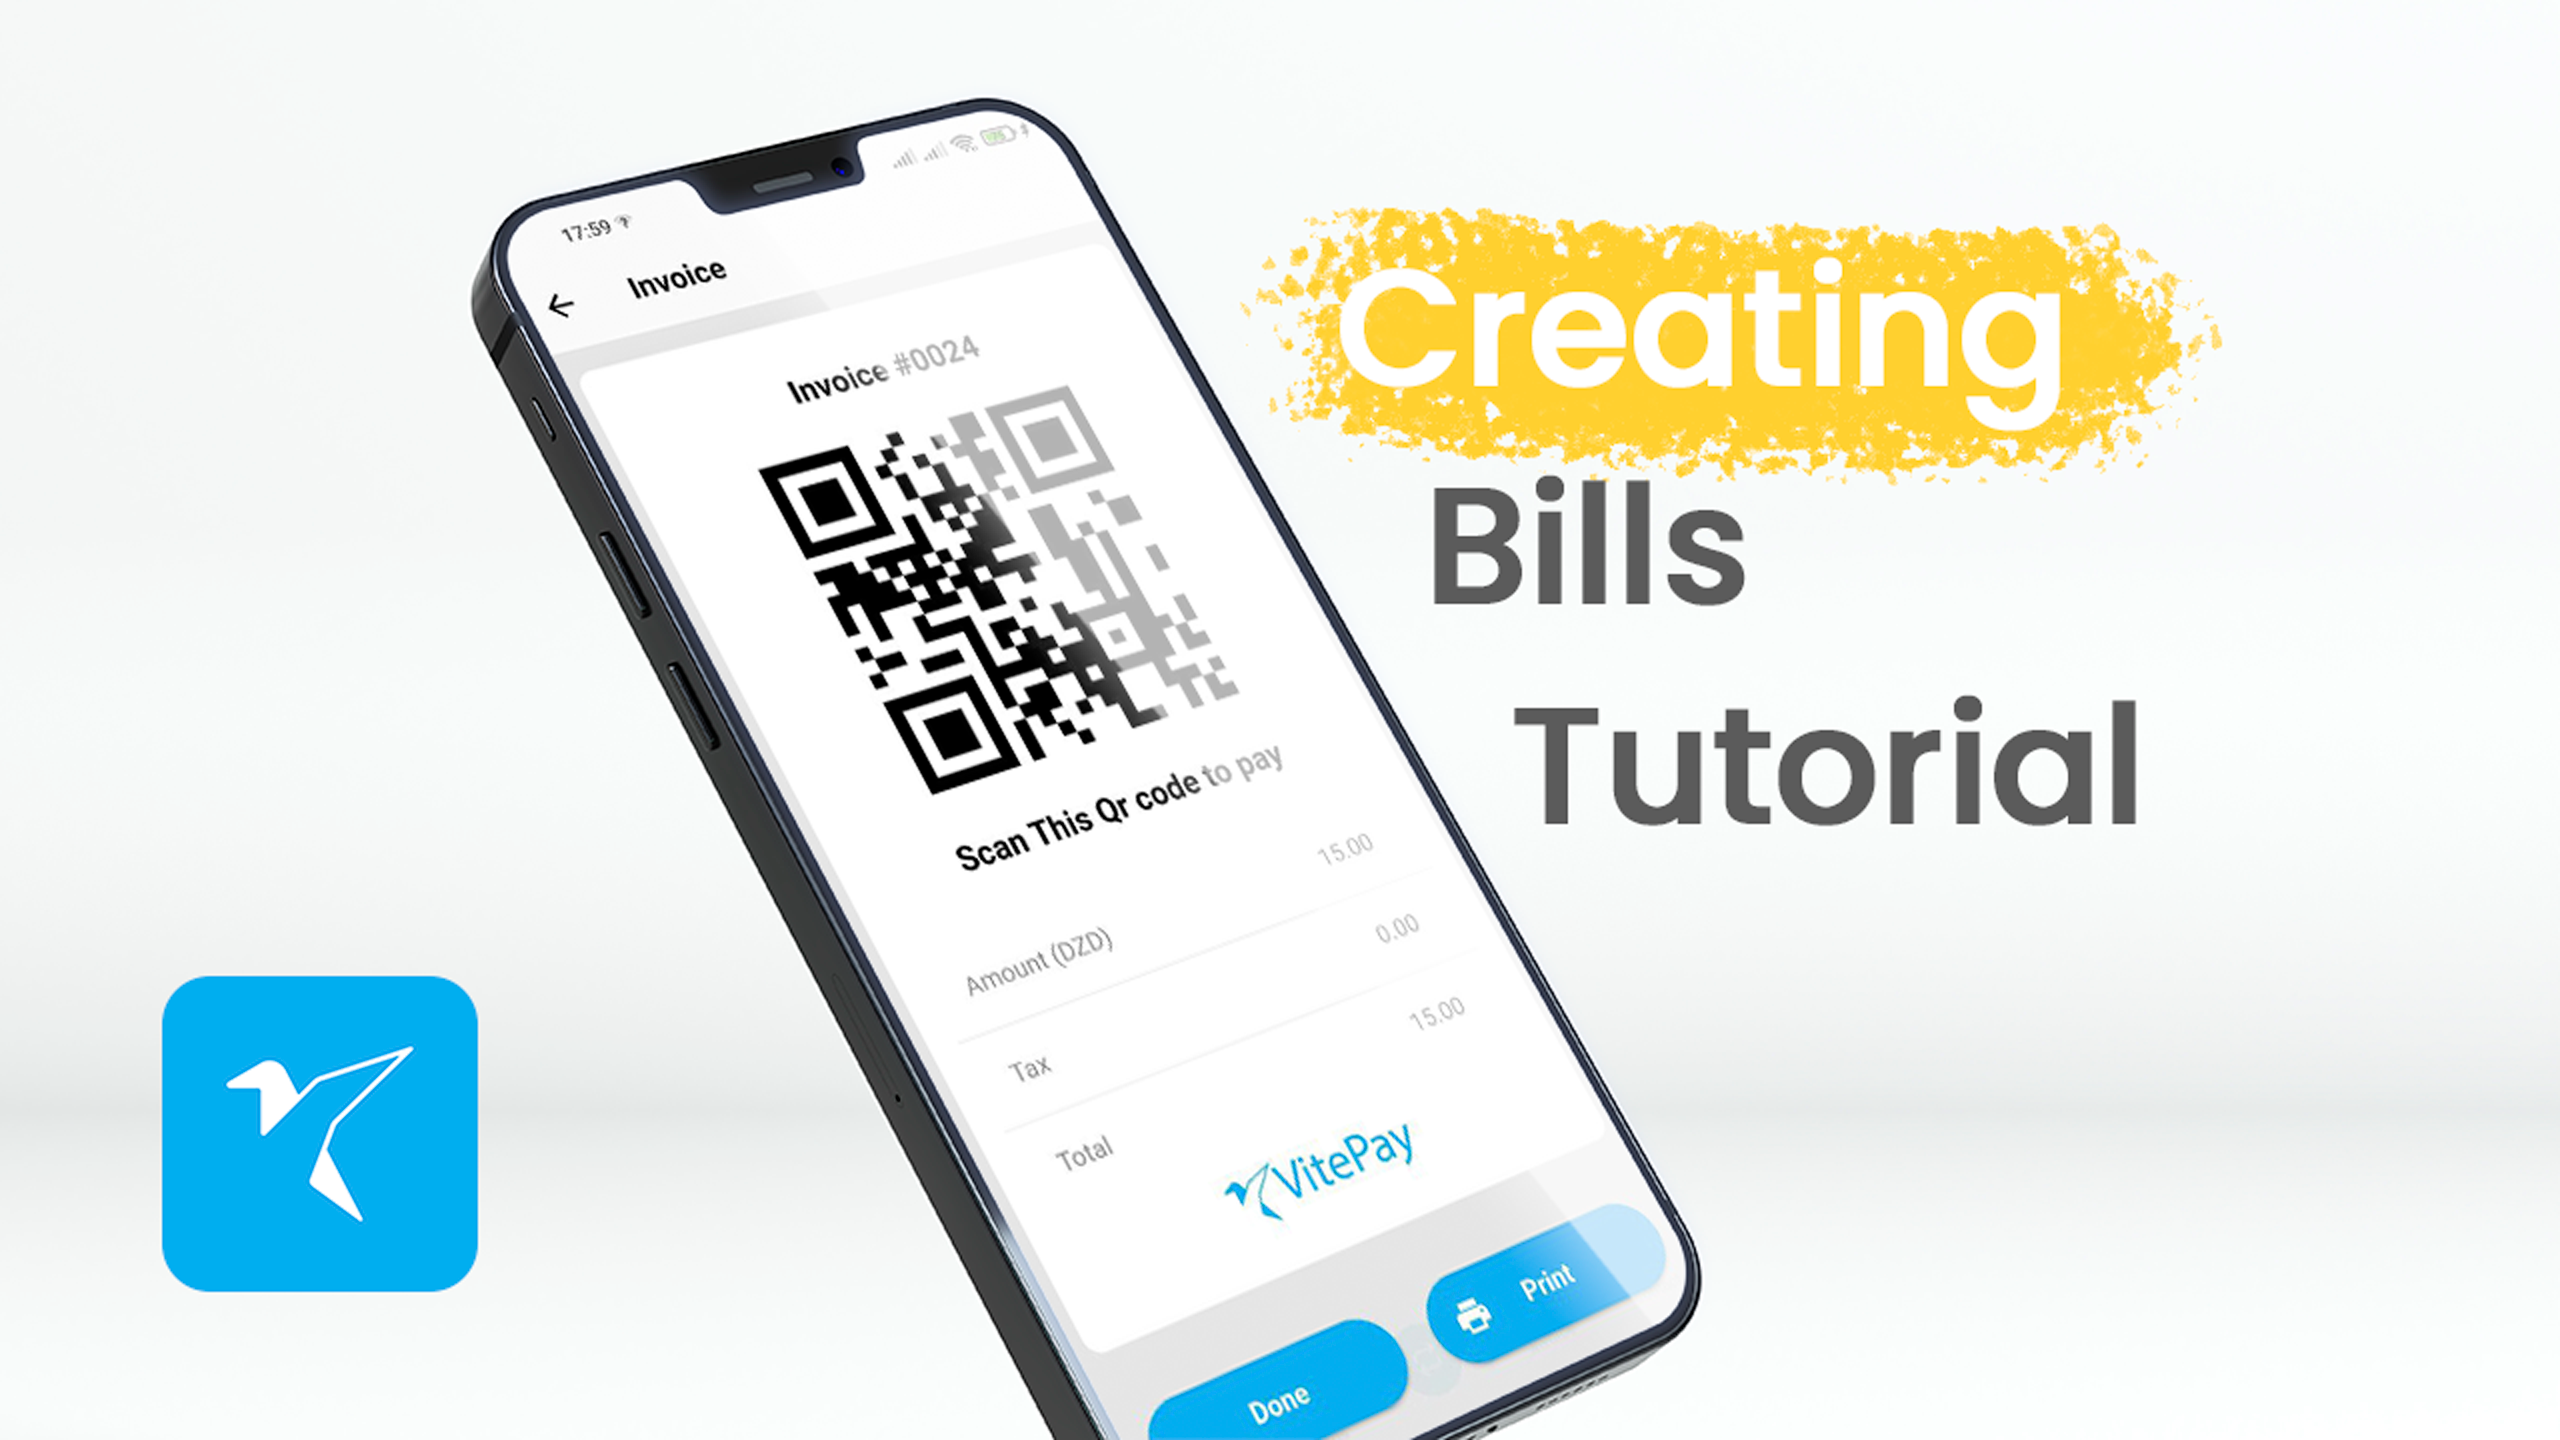 17:59
Invoice
Invoice #0024
Scan This Qr code to pay
Amount (DZD) 15.00
Tax 0.00
Total 15.00
VitePay
Done
Print
Creating
Bills
Tutorial